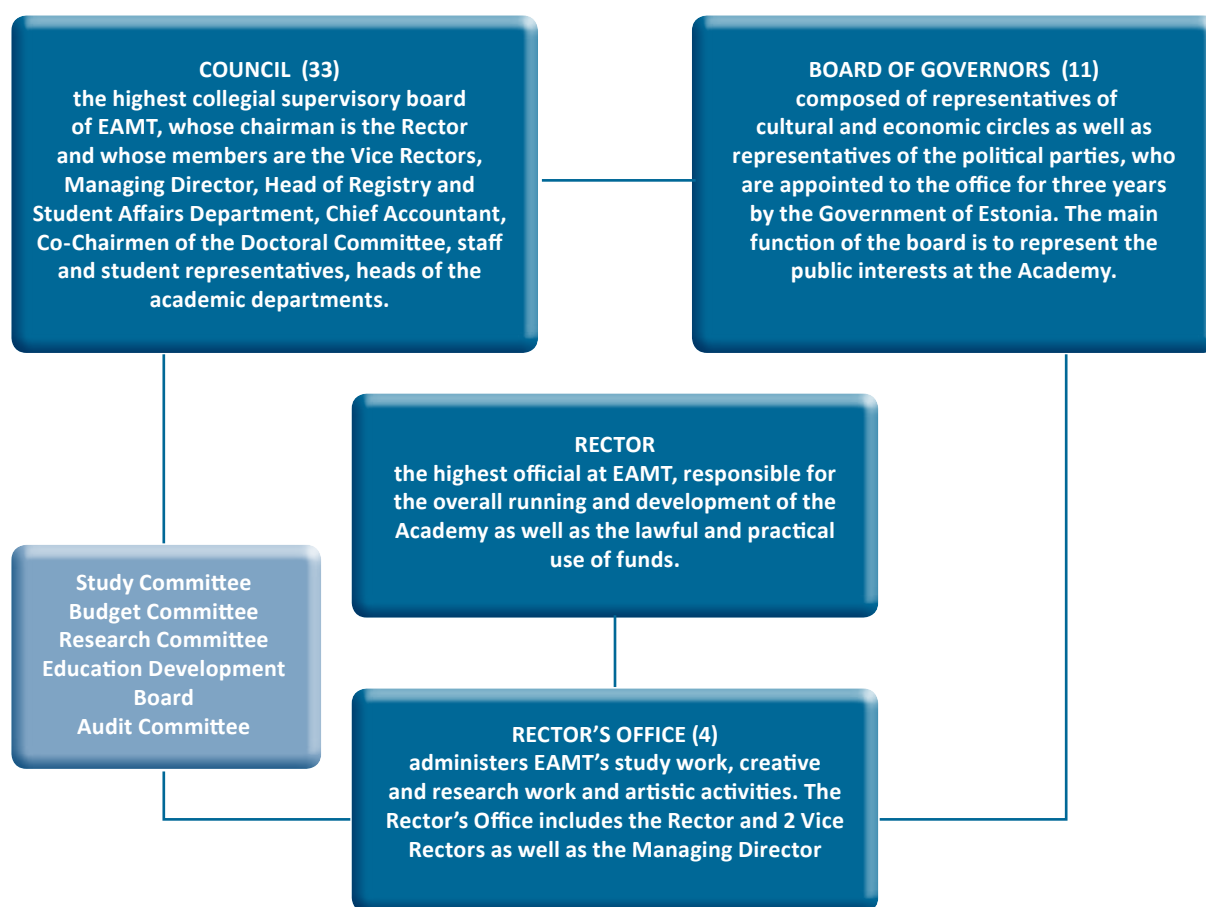 COUNCIL (33)
the highest collegial supervisory board
of EAMT, whose chairman is the Rector
and whose members are the Vice Rectors,
Managing Director, Head of Registry and
Student Affairs Department, Chief Accountant,
Co-Chairmen of the Doctoral Committee, staff
and student representatives, heads of the
academic departments.
BOARD OF GOVERNORS (11)
composed of representatives of
cultural and economic circles as well as
representatives of the political parties, who
are appointed to the office for three years
by the Government of Estonia. The main
function of the board is to represent the
public interests at the Academy.
RECTOR
the highest official at EAMT, responsible for
the overall running and development of the
Academy as well as the lawful and practical
use of funds.
Study Committee
Budget Committee
Research Committee
Education Development
Board
Audit Committee
RECTOR’S OFFICE (4)
administers EAMT’s study work, creative
and research work and artistic activities. The
Rector’s Office includes the Rector and 2 Vice
Rectors as well as the Managing Director